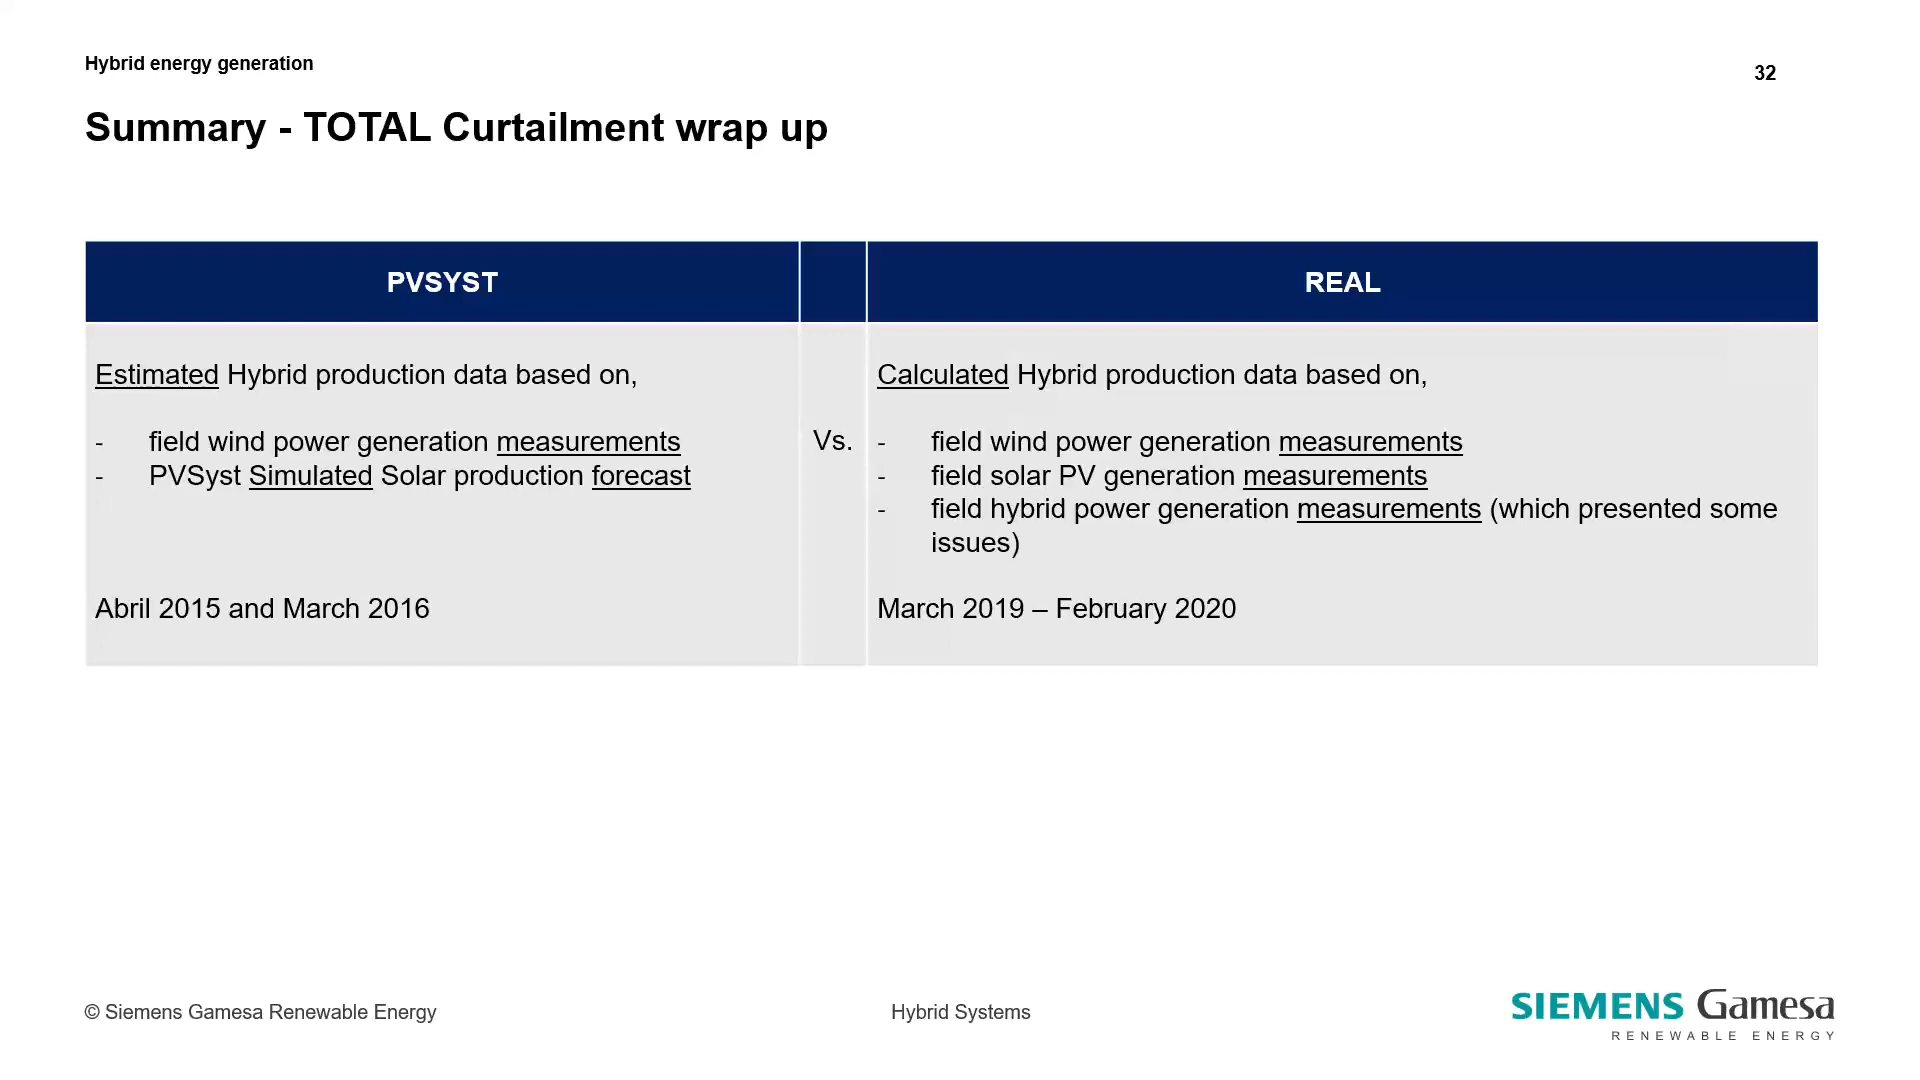 Hybrid energy generation
32
Summary - TOTAL Curtailment wrap up
PVSYST
REAL
Estimated Hybrid production data based on,
- field wind power generation measurements
- PVSyst Simulated Solar production forecast
Abril 2015 and March 2016
Vs.
Calculated Hybrid production data based on,
- field wind power generation measurements
- field solar PV generation measurements
- field hybrid power generation measurements (which presented some
issues)
March 2019 – February 2020
© Siemens Gamesa Renewable Energy
Hybrid Systems
SIEMENS Gamesa
RENEWABLE ENERGY